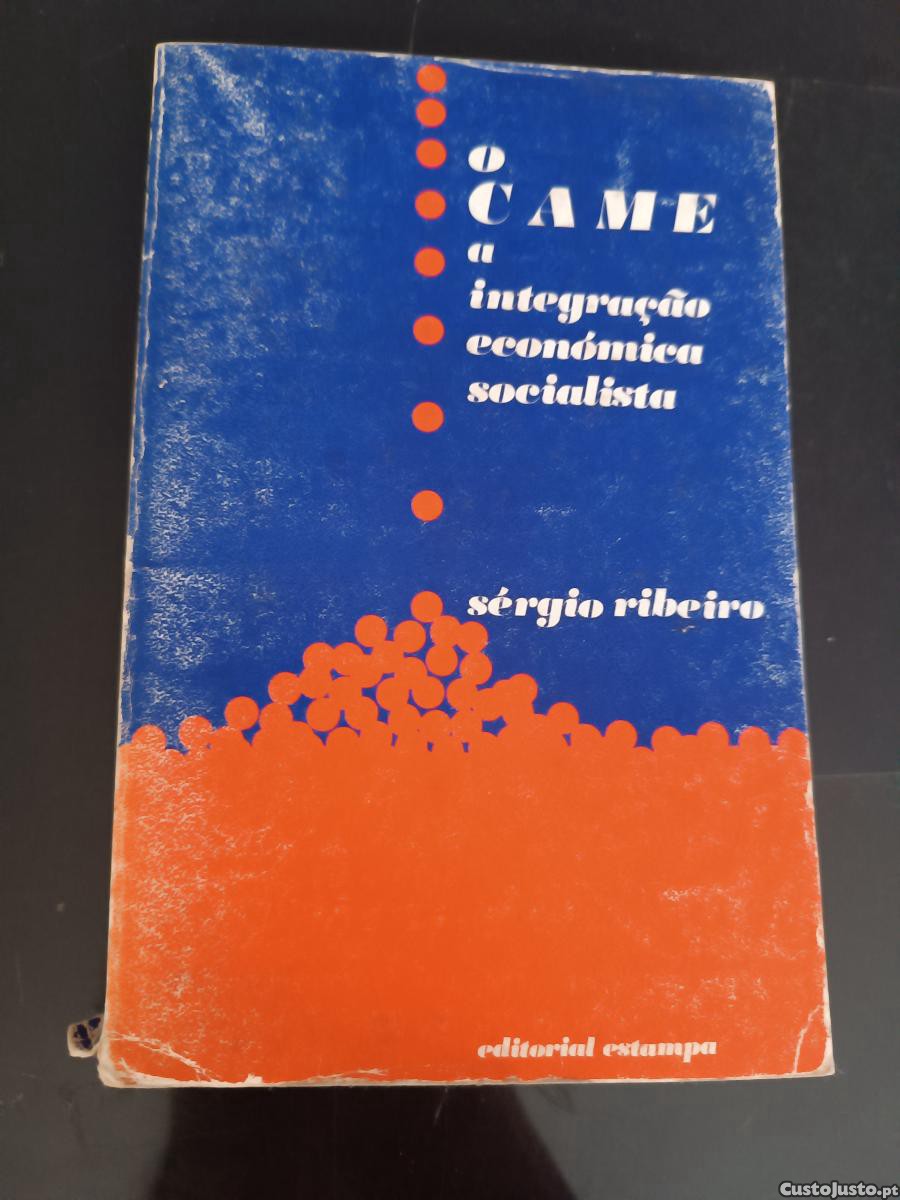 o
CAME
a
integração
económica
socialista
sérgio ribeiro
editorial estampa
CustoJusto.pt